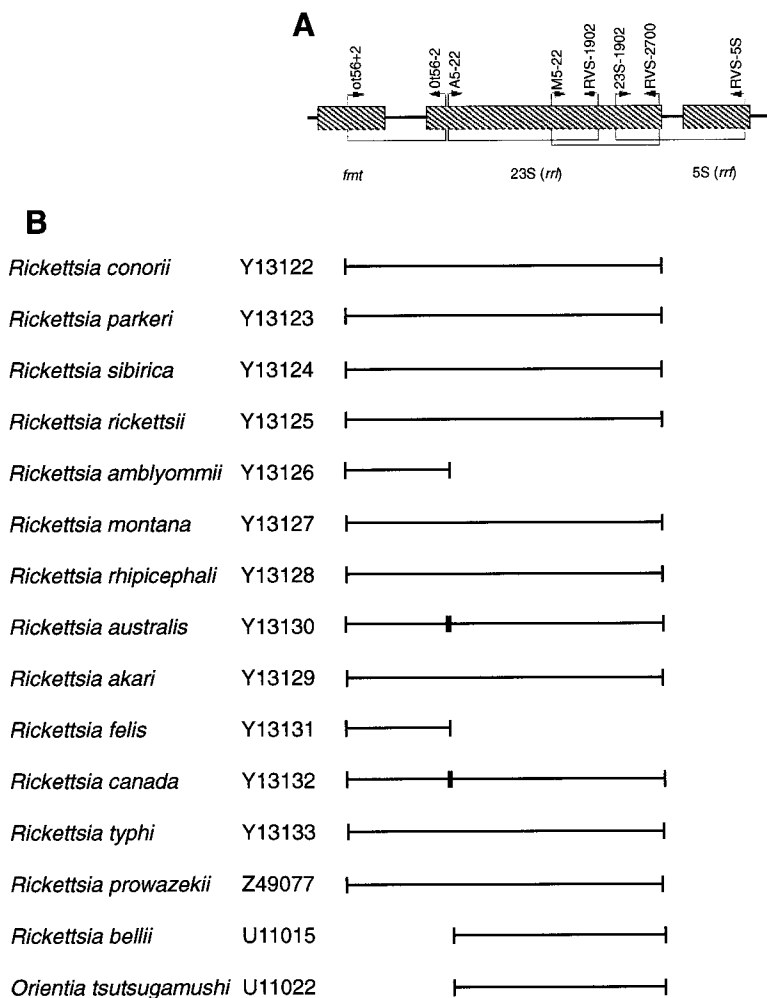 A
ot56+2
0t56-2
A5-22
M5-22
RVS-1902
23S-1902
RVS-2700
RVS-5S
fmt
23S (rrl)
5S (rrf)
B
Rickettsia conorii Y13122
Rickettsia parkeri Y13123
Rickettsia sibirica Y13124
Rickettsia rickettsii Y13125
Rickettsia amblyommii Y13126
Rickettsia montana Y13127
Rickettsia rhipicephali Y13128
Rickettsia australis Y13130
Rickettsia akari Y13129
Rickettsia felis Y13131
Rickettsia canada Y13132
Rickettsia typhi Y13133
Rickettsia prowazekii Z49077
Rickettsia bellii U11015
Orientia tsutsugamushi U11022